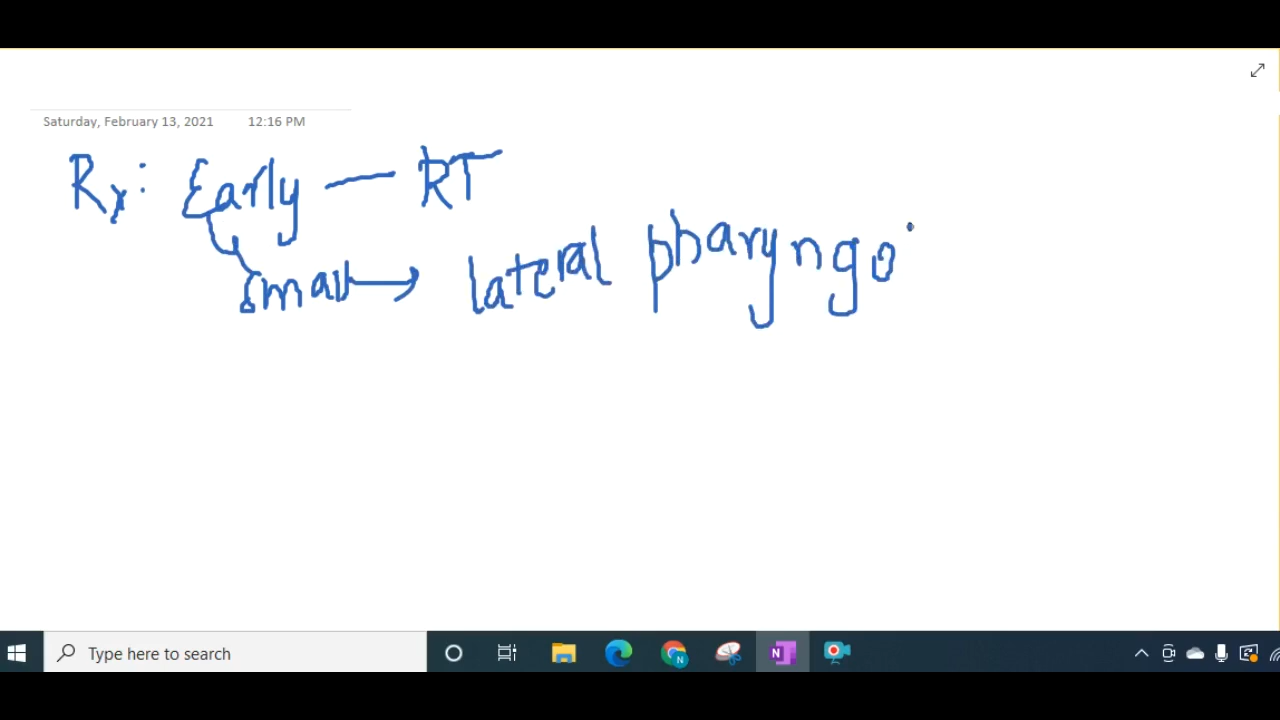 Saturday, February 13, 2021 12:16 PM
Rx: Early — RT
small → lateral pharyngo
Type here to search